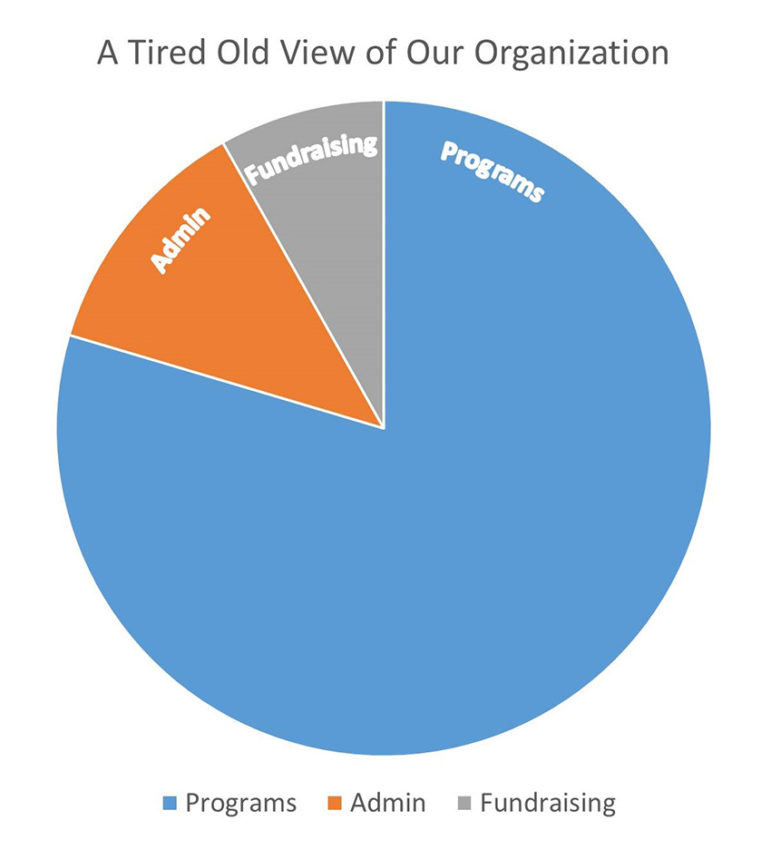 A Tired Old View of Our Organization
Fundraising
Programs
Admin
Programs Admin Fundraising